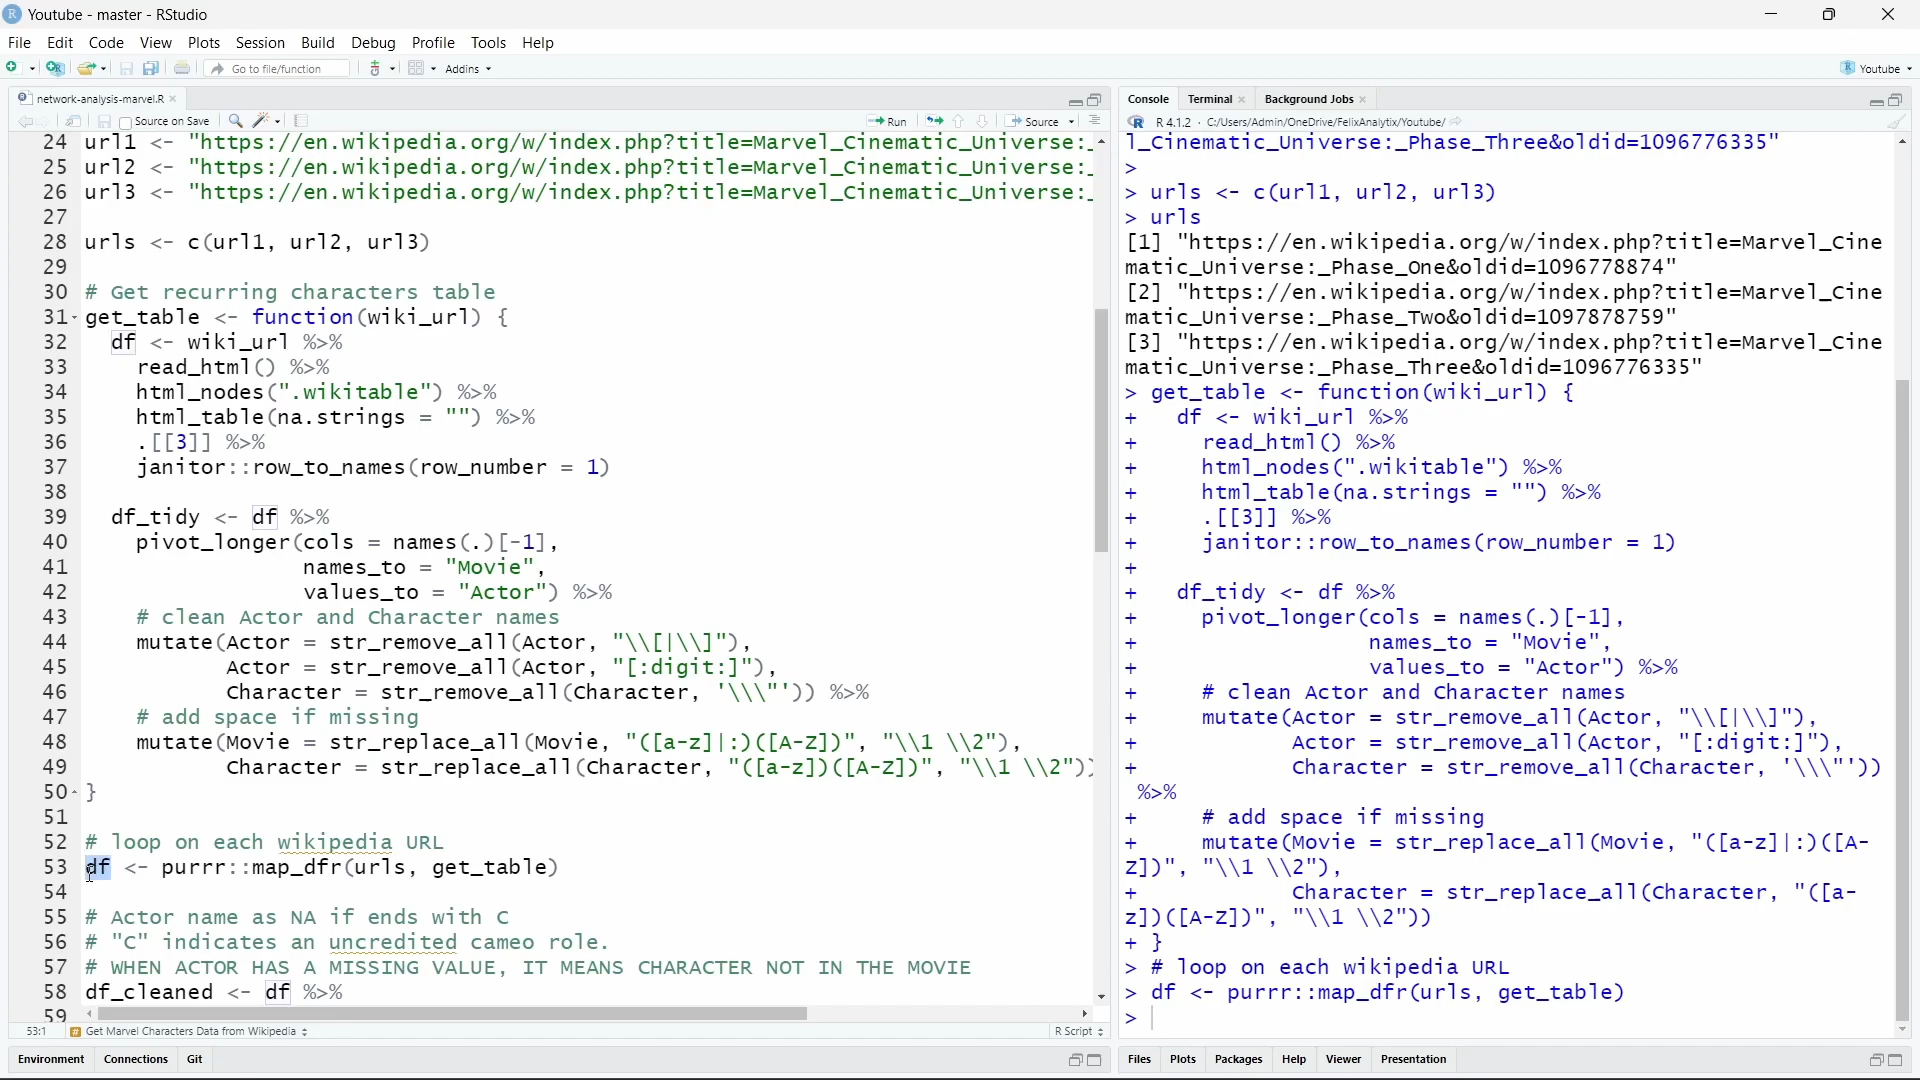 Youtube - master - RStudio
File Edit Code View Plots Session Build Debug Profile Tools Help
Go to file/function Addins Youtube
network-analysis-marvel.R
Source on Save Run Source
24 url1 <- "https://en.wikipedia.org/w/index.php?title=Marvel_Cinematic_Universe:_
25 url2 <- "https://en.wikipedia.org/w/index.php?title=Marvel_Cinematic_Universe:_
26 url3 <- "https://en.wikipedia.org/w/index.php?title=Marvel_Cinematic_Universe:_
27
28 urls <- c(url1, url2, url3)
29
30 # Get recurring characters table
31 get_table <- function(wiki_url) {
32 df <- wiki_url %>%
33 read_html() %>%
34 html_nodes(".wikitable") %>%
35 html_table(na.strings = "") %>%
36 .[[3]] %>%
37 janitor::row_to_names(row_number = 1)
38
39 df_tidy <- df %>%
40 pivot_longer(cols = names(.)[-1],
41 names_to = "Movie",
42 values_to = "Actor") %>%
43 # clean Actor and Character names
44 mutate(Actor = str_remove_all(Actor, "\\[|\\]"),
45 Actor = str_remove_all(Actor, "[:digit:]"),
46 Character = str_remove_all(Character, '\\\"')) %>%
47 # add space if missing
48 mutate(Movie = str_replace_all(Movie, "([a-z]|:)([A-Z])", "\\1 \\2"),
49 Character = str_replace_all(Character, "([a-z])([A-Z])", "\\1 \\2")
50 }
51
52 # loop on each wikipedia URL
53 df <- purrr::map_dfr(urls, get_table)
54
55 # Actor name as NA if ends with C
56 # "C" indicates an uncredited cameo role.
57 # WHEN ACTOR HAS A MISSING VALUE, IT MEANS CHARACTER NOT IN THE MOVIE
58 df_cleaned <- df %>%
59
53:1 # Get Marvel Characters Data from Wikipedia R Script
Environment Connections Git
Console Terminal Background Jobs
R 4.1.2 · C:/Users/Admin/OneDrive/FelixAnalytix/Youtube/
l_Cinematic_Universe:_Phase_Three&oldid=1096776335"
>
> urls <- c(url1, url2, url3)
> urls
[1] "https://en.wikipedia.org/w/index.php?title=Marvel_Cine
matic_Universe:_Phase_One&oldid=1096778874"
[2] "https://en.wikipedia.org/w/index.php?title=Marvel_Cine
matic_Universe:_Phase_Two&oldid=1097878759"
[3] "https://en.wikipedia.org/w/index.php?title=Marvel_Cine
matic_Universe:_Phase_Three&oldid=1096776335"
> get_table <- function(wiki_url) {
+ df <- wiki_url %>%
+ read_html() %>%
+ html_nodes(".wikitable") %>%
+ html_table(na.strings = "") %>%
+ .[[3]] %>%
+ janitor::row_to_names(row_number = 1)
+
+ df_tidy <- df %>%
+ pivot_longer(cols = names(.)[-1],
+ names_to = "Movie",
+ values_to = "Actor") %>%
+ # clean Actor and Character names
+ mutate(Actor = str_remove_all(Actor, "\\[|\\]"),
+ Actor = str_remove_all(Actor, "[:digit:]"),
+ Character = str_remove_all(Character, '\\\"'))
%>%
+ # add space if missing
+ mutate(Movie = str_replace_all(Movie, "([a-z]|:)([A-
Z])", "\\1 \\2"),
+ Character = str_replace_all(Character, "([a-
z])([A-Z])", "\\1 \\2"))
+ }
> # loop on each wikipedia URL
> df <- purrr::map_dfr(urls, get_table)
>
Files Plots Packages Help Viewer Presentation